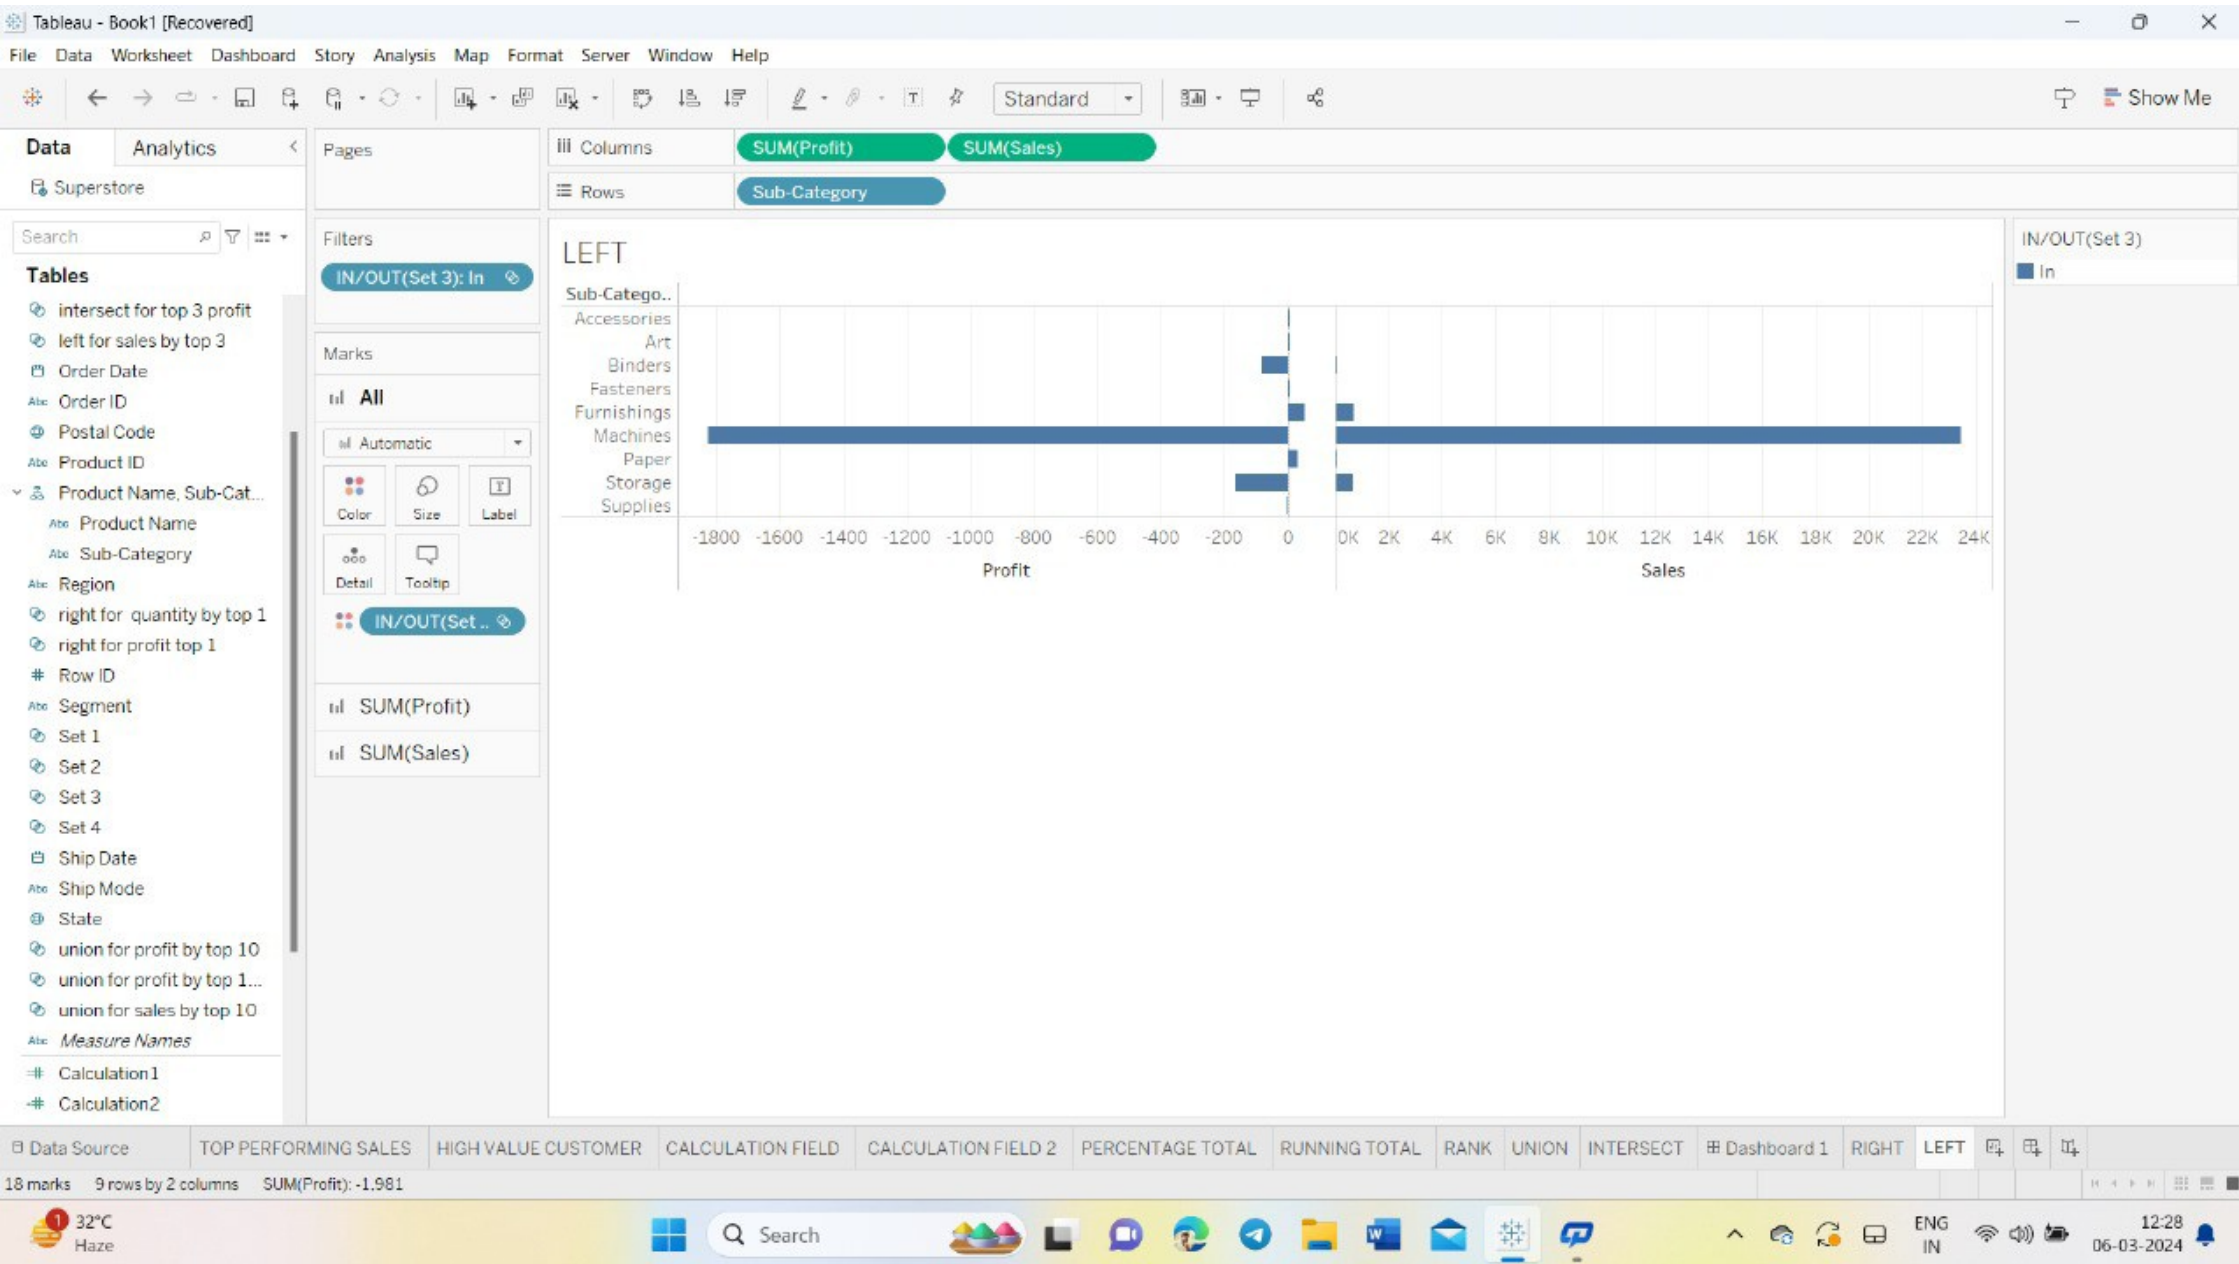 Tableau - Book1 [Recovered]
File Data Worksheet Dashboard Story Analysis Map Format Server Window Help
Standard
Show Me
Data Analytics
Superstore
Search
Tables
intersect for top 3 profit
left for sales by top 3
Order Date
Abc Order ID
Postal Code
Abc Product ID
Product Name, Sub-Cat...
Abc Product Name
Abc Sub-Category
Abc Region
right for quantity by top 1
right for profit top 1
# Row ID
Abc Segment
Set 1
Set 2
Set 3
Set 4
Ship Date
Abc Ship Mode
State
union for profit by top 10
union for profit by top 1...
union for sales by top 10
Abc Measure Names
=# Calculation1
=# Calculation2
Pages
Filters
IN/OUT(Set 3): In
Marks
All
Automatic
Color Size Label
Detail Tooltip
IN/OUT(Set ..
SUM(Profit)
SUM(Sales)
Columns SUM(Profit) SUM(Sales)
Rows Sub-Category
LEFT
Sub-Catego..
Accessories
Art
Binders
Fasteners
Furnishings
Machines
Paper
Storage
Supplies
-1800 -1600 -1400 -1200 -1000 -800 -600 -400 -200 0 0K 2K 4K 6K 8K 10K 12K 14K 16K 18K 20K 22K 24K
Profit Sales
IN/OUT(Set 3)
In
Data Source TOP PERFORMING SALES HIGH VALUE CUSTOMER CALCULATION FIELD CALCULATION FIELD 2 PERCENTAGE TOTAL RUNNING TOTAL RANK UNION INTERSECT Dashboard 1 RIGHT LEFT
18 marks 9 rows by 2 columns SUM(Profit): -1,981
1
32°C
Haze
Search
ENG
IN
12:28
06-03-2024